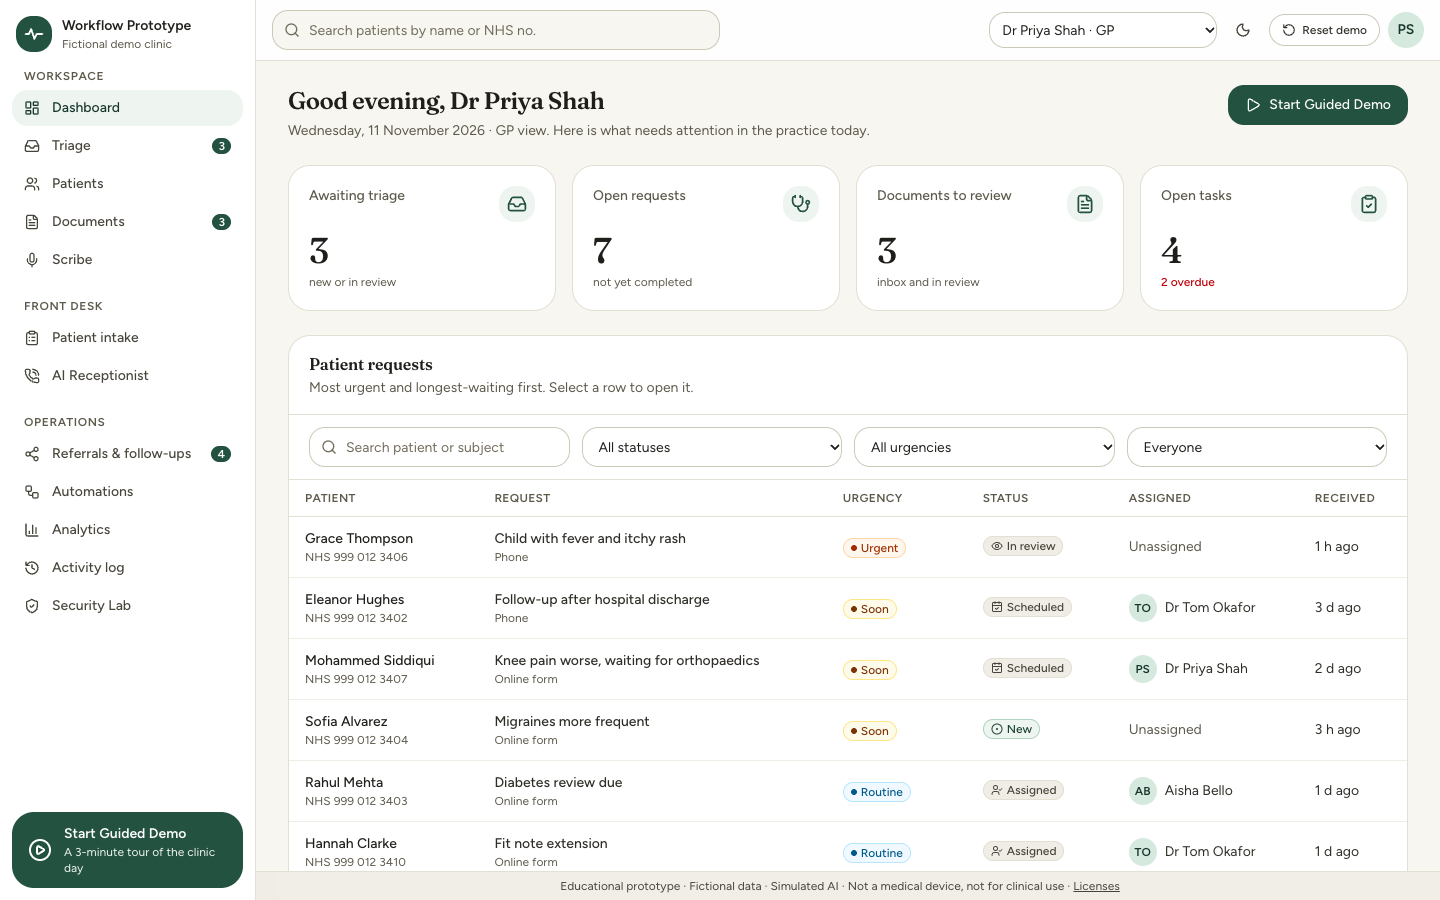 Workflow Prototype
Fictional demo clinic
WORKSPACE
Dashboard
Triage 3
Patients
Documents 3
Scribe
FRONT DESK
Patient intake
AI Receptionist
OPERATIONS
Referrals & follow-ups 4
Automations
Analytics
Activity log
Security Lab
Start Guided Demo
A 3-minute tour of the clinic
day
Search patients by name or NHS no.
Dr Priya Shah · GP
Reset demo
PS
Good evening, Dr Priya Shah
Wednesday, 11 November 2026 · GP view. Here is what needs attention in the practice today.
Start Guided Demo
Awaiting triage
3
new or in review
Open requests
7
not yet completed
Documents to review
3
inbox and in review
Open tasks
4
2 overdue
Patient requests
Most urgent and longest-waiting first. Select a row to open it.
Search patient or subject
All statuses
All urgencies
Everyone
PATIENT REQUEST URGENCY STATUS ASSIGNED RECEIVED
Grace Thompson Child with fever and itchy rash Urgent In review Unassigned 1 h ago
NHS 999 012 3406 Phone
Eleanor Hughes Follow-up after hospital discharge Soon Scheduled TO Dr Tom Okafor 3 d ago
NHS 999 012 3402 Phone
Mohammed Siddiqui Knee pain worse, waiting for orthopaedics Soon Scheduled PS Dr Priya Shah 2 d ago
NHS 999 012 3407 Online form
Sofia Alvarez Migraines more frequent Soon New Unassigned 3 h ago
NHS 999 012 3404 Online form
Rahul Mehta Diabetes review due Routine Assigned AB Aisha Bello 1 d ago
NHS 999 012 3403 Online form
Hannah Clarke Fit note extension Routine Assigned TO Dr Tom Okafor 1 d ago
NHS 999 012 3410 Online form
Educational prototype · Fictional data · Simulated AI · Not a medical device, not for clinical use · Licenses